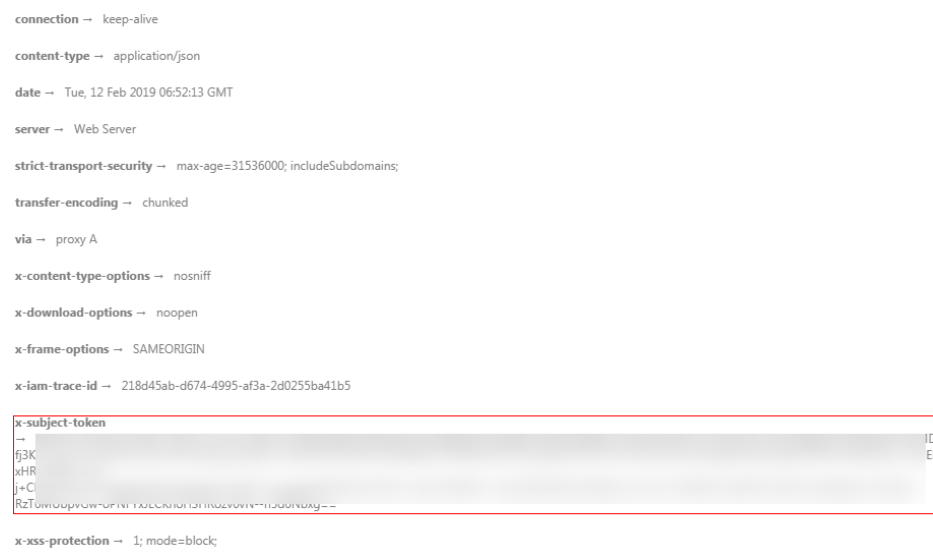 connection → keep-alive
content-type → application/json
date → Tue, 12 Feb 2019 06:52:13 GMT
server → Web Server
strict-transport-security → max-age=31536000; includeSubdomains;
transfer-encoding → chunked
via → proxy A
x-content-type-options → nosniff
x-download-options → noopen
x-frame-options → SAMEORIGIN
x-iam-trace-id → 218d45ab-d674-4995-af3a-2d0255ba41b5
x-subject-token
→
fj3K
xHR
x-xss-protection → 1; mode=block;